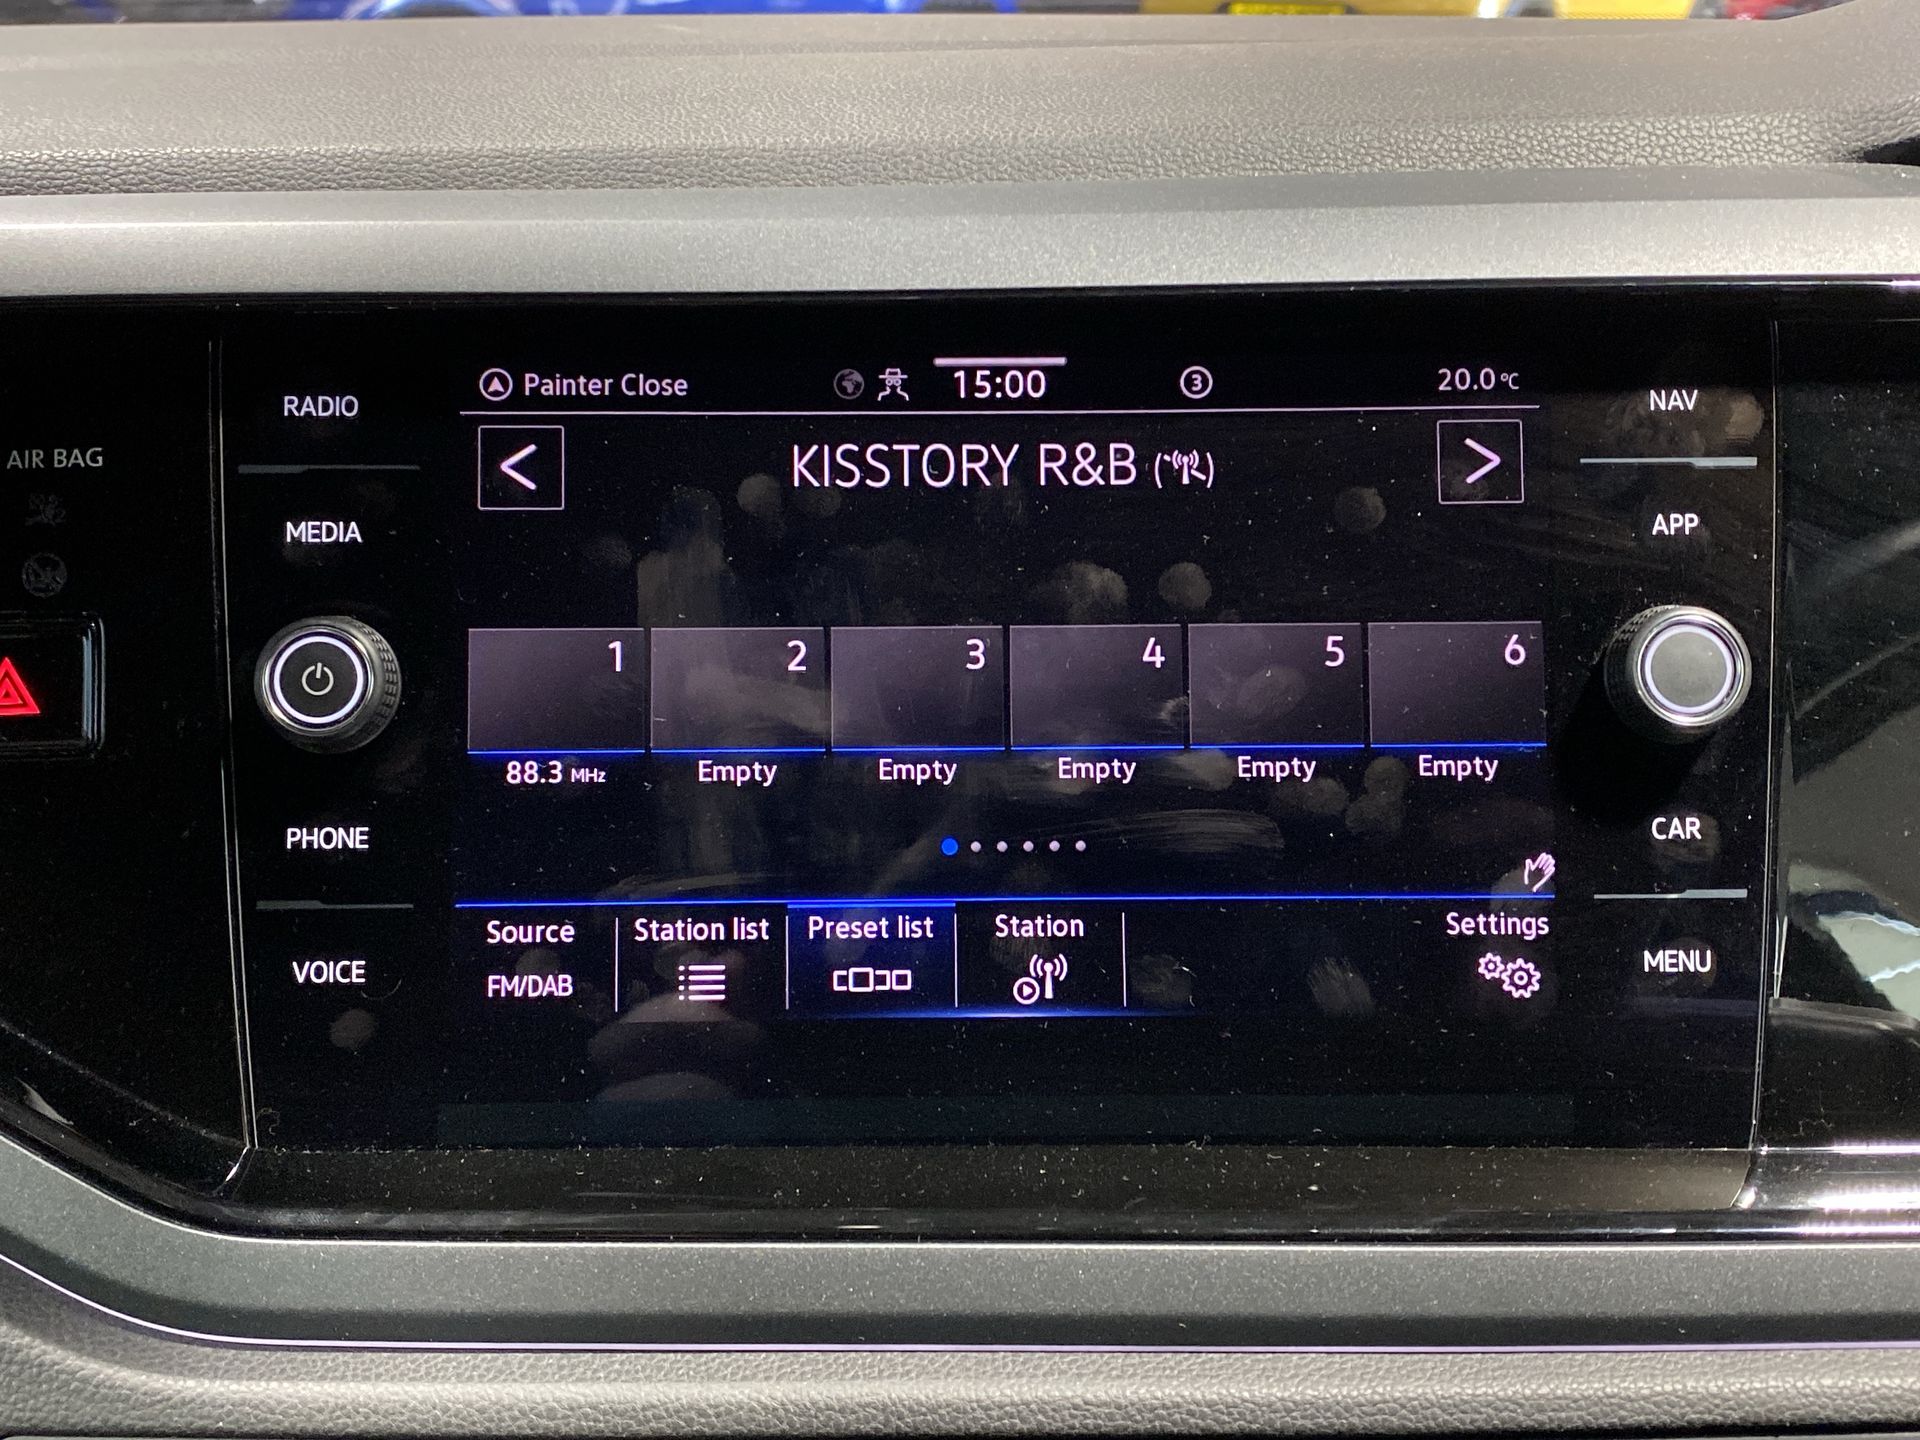 Painter Close
15:00
3
20.0 °C
RADIO
NAV
AIR BAG
KISSTORY R&B
MEDIA
APP
1 2 3 4 5 6
88.3 MHz Empty Empty Empty Empty Empty
PHONE
CAR
Source Station list Preset list Station Settings
FM/DAB
VOICE
MENU